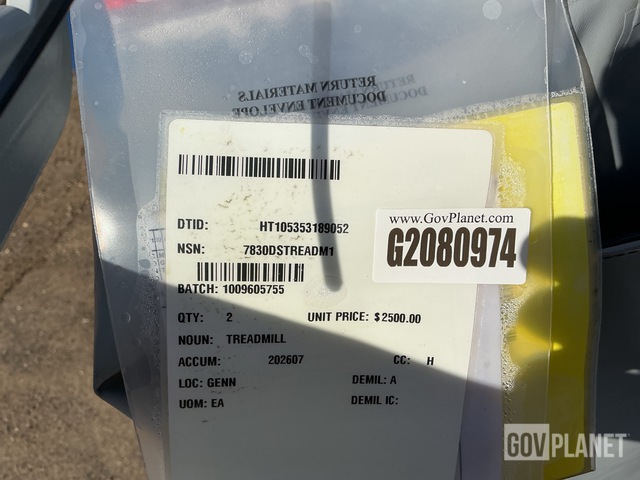 RETURN MATERIALS
DOCUMENT ENVELOPE
DTID: HT105353189052
NSN: 7830DSTREADM1
BATCH: 1009605755
QTY: 2 UNIT PRICE: $2500.00
NOUN: TREADMILL
ACCUM: 202607 CC: H
LOC: GENN DEMIL: A
UOM: EA DEMIL IC:
www.GovPlanet.com
G2080974
GOVPLANET